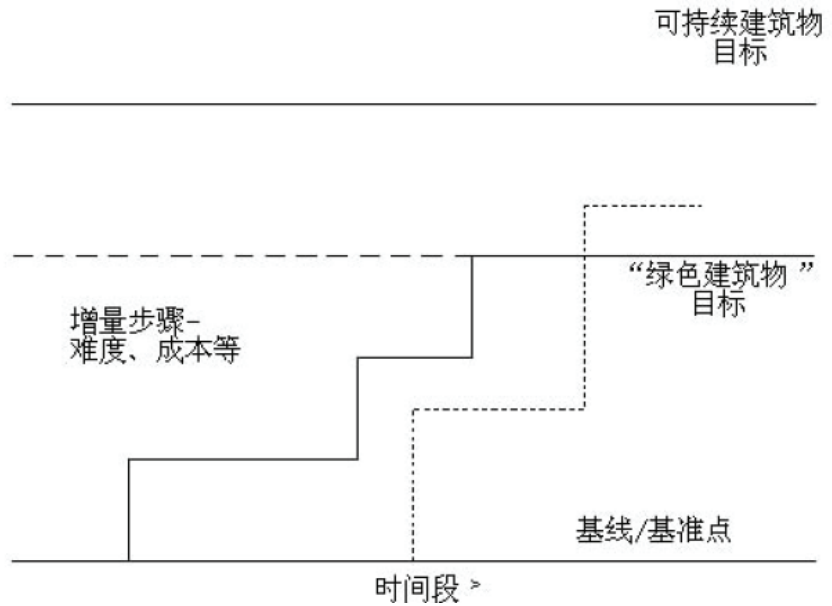 可持续建筑物
目标
“绿色建筑物 ”
目标
增量步骤-
难度、成本等
基线/基准点
时间段 >